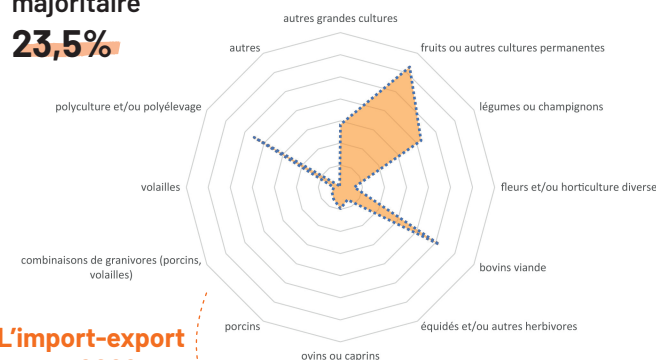 majoritaire
23,5%
autres grandes cultures
autres
fruits ou autres cultures permanentes
polyculture et/ou polyélevage
légumes ou champignons
volailles
fleurs et/ou horticulture diverse
combinaisons de granivores (porcins,
volailles)
bovins viande
L'import-export
porcins
équidés et/ou autres herbivores
ovins ou caprins